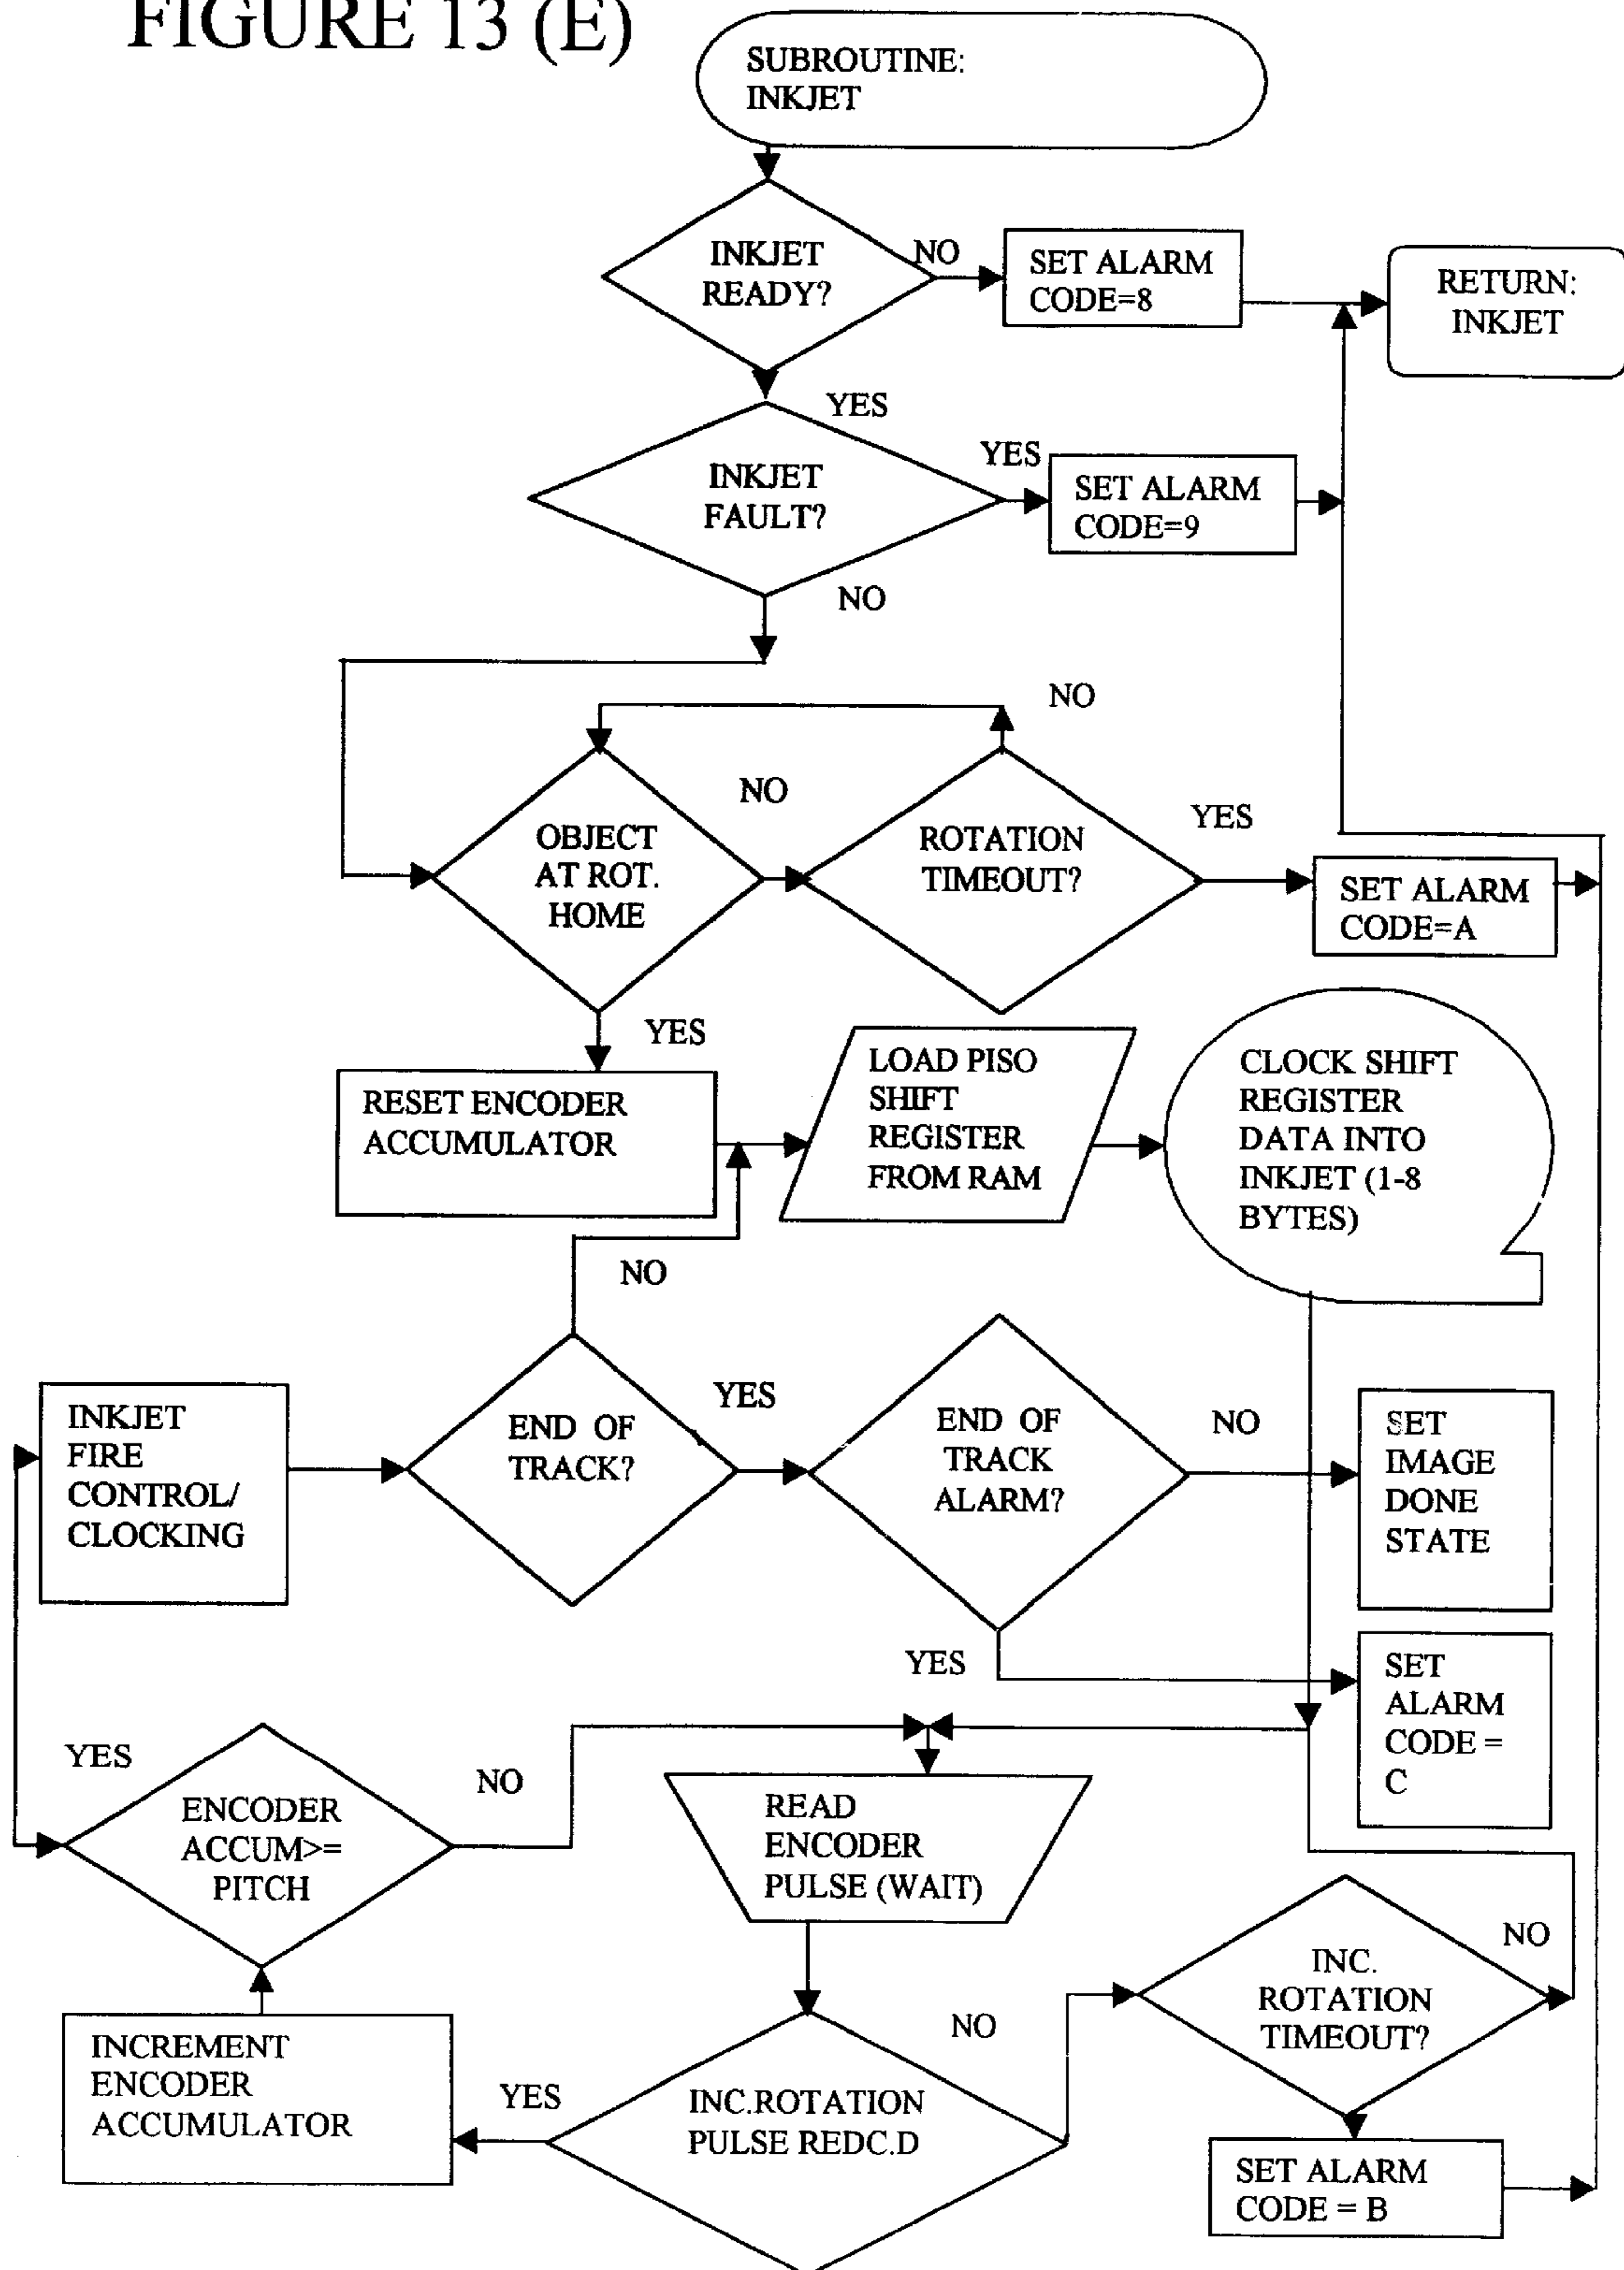 FIGURE 13 (E)
SUBROUTINE:
INKJET
INKJET
READY?
NO
SET ALARM
CODE=8
RETURN:
INKJET
YES
INKJET
FAULT?
YES
SET ALARM
CODE=9
NO
NO
OBJECT
AT ROT.
HOME
NO
ROTATION
TIMEOUT?
YES
SET ALARM
CODE=A
YES
RESET ENCODER
ACCUMULATOR
LOAD PISO
SHIFT
REGISTER
FROM RAM
CLOCK SHIFT
REGISTER
DATA INTO
INKJET (1-8
BYTES)
NO
INKJET
FIRE
CONTROL/
CLOCKING
END OF
TRACK?
YES
END OF
TRACK
ALARM?
NO
SET
IMAGE
DONE
STATE
YES
SET
ALARM
CODE =
C
YES
ENCODER
ACCUM>=
PITCH
NO
READ
ENCODER
PULSE (WAIT)
INC.
ROTATION
TIMEOUT?
NO
INCREMENT
ENCODER
ACCUMULATOR
YES
INC.ROTATION
PULSE REDC.D
NO
SET ALARM
CODE = B